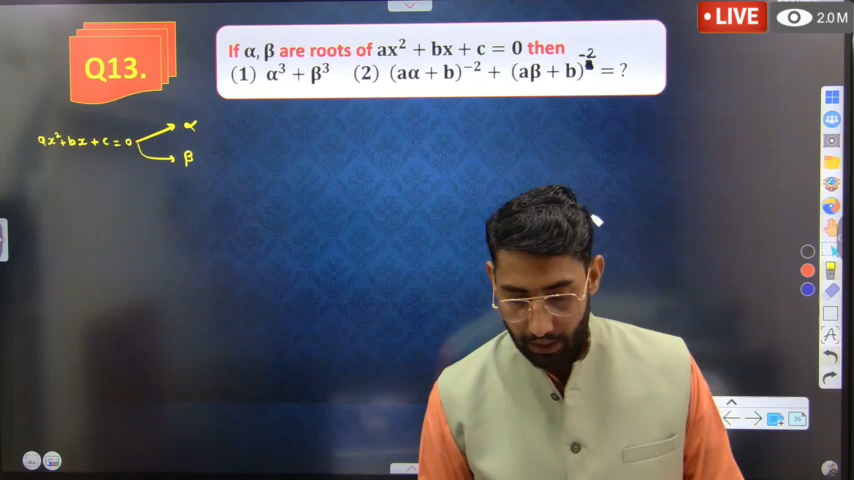 • LIVE
2.0M
Q13.
If α, β are roots of ax² + bx + c = 0 then
(1) α³ + β³ (2) (aα + b)⁻² + (aβ + b)⁻² = ?
ax²+bx+c=0
α
β
36